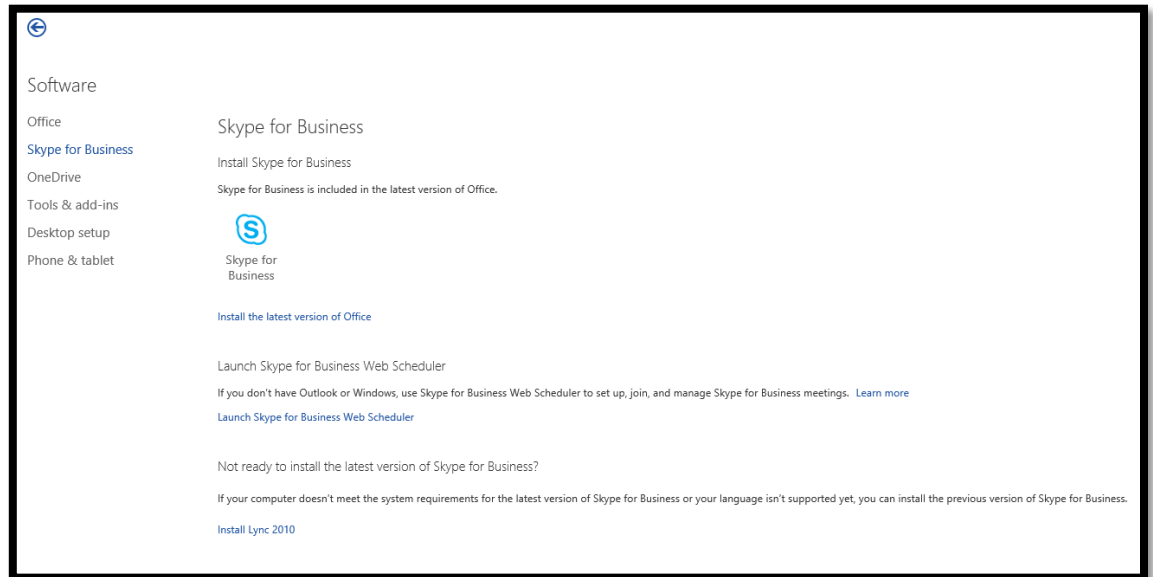 Software
Office
Skype for Business
OneDrive
Tools & add-ins
Desktop setup
Phone & tablet
Skype for Business
Install Skype for Business
Skype for Business is included in the latest version of Office.
S
Skype for
Business
Install the latest version of Office
Launch Skype for Business Web Scheduler
If you don't have Outlook or Windows, use Skype for Business Web Scheduler to set up, join, and manage Skype for Business meetings. Learn more
Launch Skype for Business Web Scheduler
Not ready to install the latest version of Skype for Business?
If your computer doesn't meet the system requirements for the latest version of Skype for Business or your language isn't supported yet, you can install the previous version of Skype for Business.
Install Lync 2010